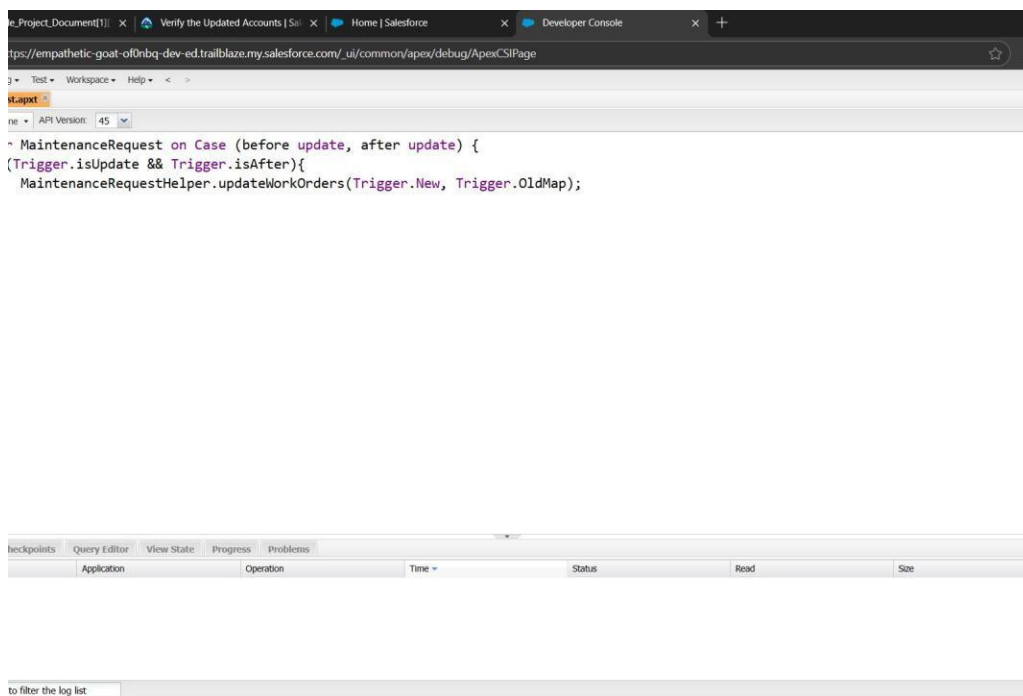 le_Project_Document[1][ × Verify the Updated Accounts | Sal × Home | Salesforce × Developer Console × +
tps://empathetic-goat-of0nbq-dev-ed.trailblaze.my.salesforce.com/_ui/common/apex/debug/ApexCSIPage
g Test Workspace Help < >
st.apxt
ne API Version: 45
r MaintenanceRequest on Case (before update, after update) {
(Trigger.isUpdate && Trigger.isAfter){
MaintenanceRequestHelper.updateWorkOrders(Trigger.New, Trigger.OldMap);
heckpoints Query Editor View State Progress Problems
Application Operation Time Status Read Size
to filter the log list